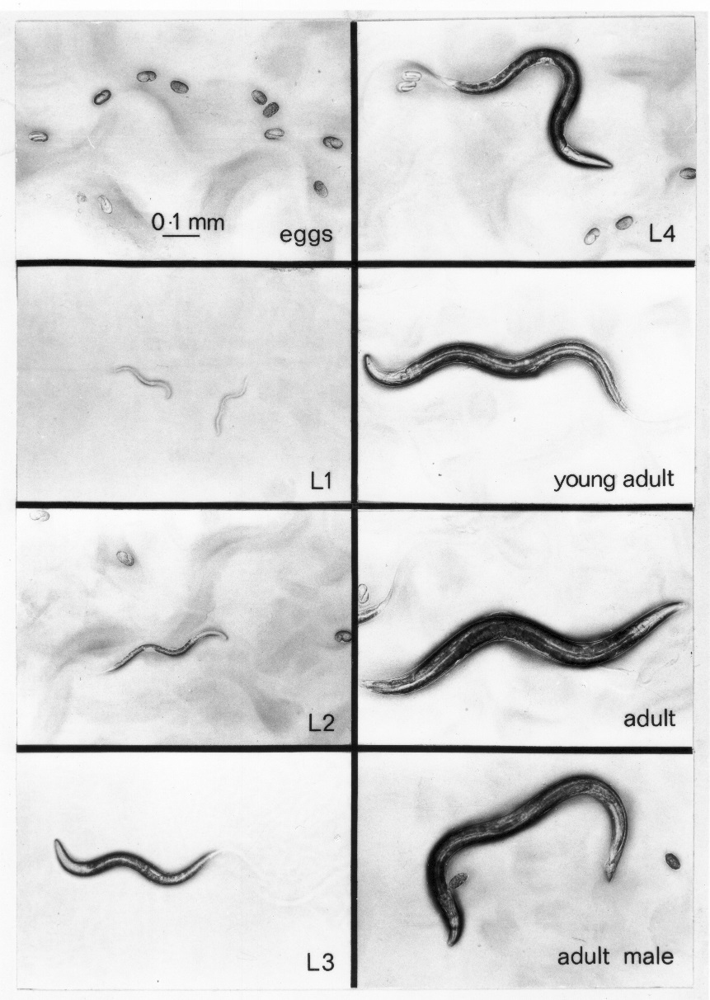 0·1 mm
eggs
L1
L2
L3
L4
young adult
adult
adult male